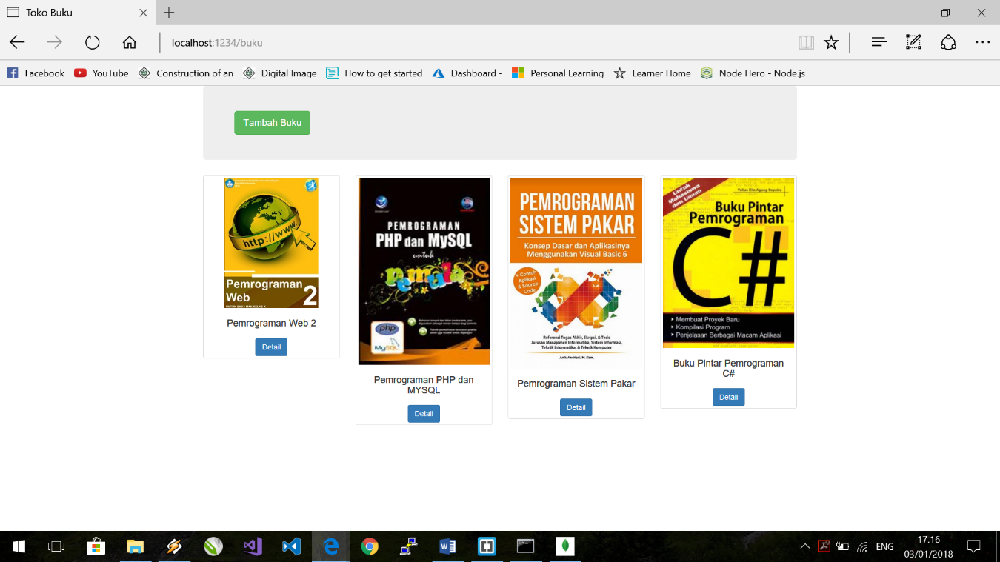 Toko Buku
localhost:1234/buku
Facebook
YouTube
Construction of an
Digital Image
How to get started
Dashboard -
Personal Learning
Learner Home
Node Hero - Node.js
Tambah Buku
http://www.
Pemrograman
Web
2
UNTUK SMK / MAK KELAS X
Pemrograman Web 2
Detail
PEMROGRAMAN
PHP dan MySQL
untuk
pemula
php
MySQL
Pemrograman PHP dan
MYSQL
Detail
PEMROGRAMAN
SISTEM PAKAR
Konsep Dasar dan Aplikasinya
Menggunakan Visual Basic 6
+ Contoh
Aplikasi
& Source
Code
Referensi Tugas Akhir, Skripsi, & Tesis
Jurusan Manajemen Informatika, Sistem Informasi,
Teknik Informatika, & Teknik Komputer
Anik Andriani, M. Kom.
Pemrograman Sistem Pakar
Detail
Untuk
Mahasiswa
dan Umum
Yulius Eko Agung Saputra
Buku Pintar
Pemrograman
C#
Membuat Proyek Baru
Kompilasi Program
Penjelasan Berbagai Macam Aplikasi
Buku Pintar Pemrograman
C#
Detail
ENG
17.16
03/01/2018